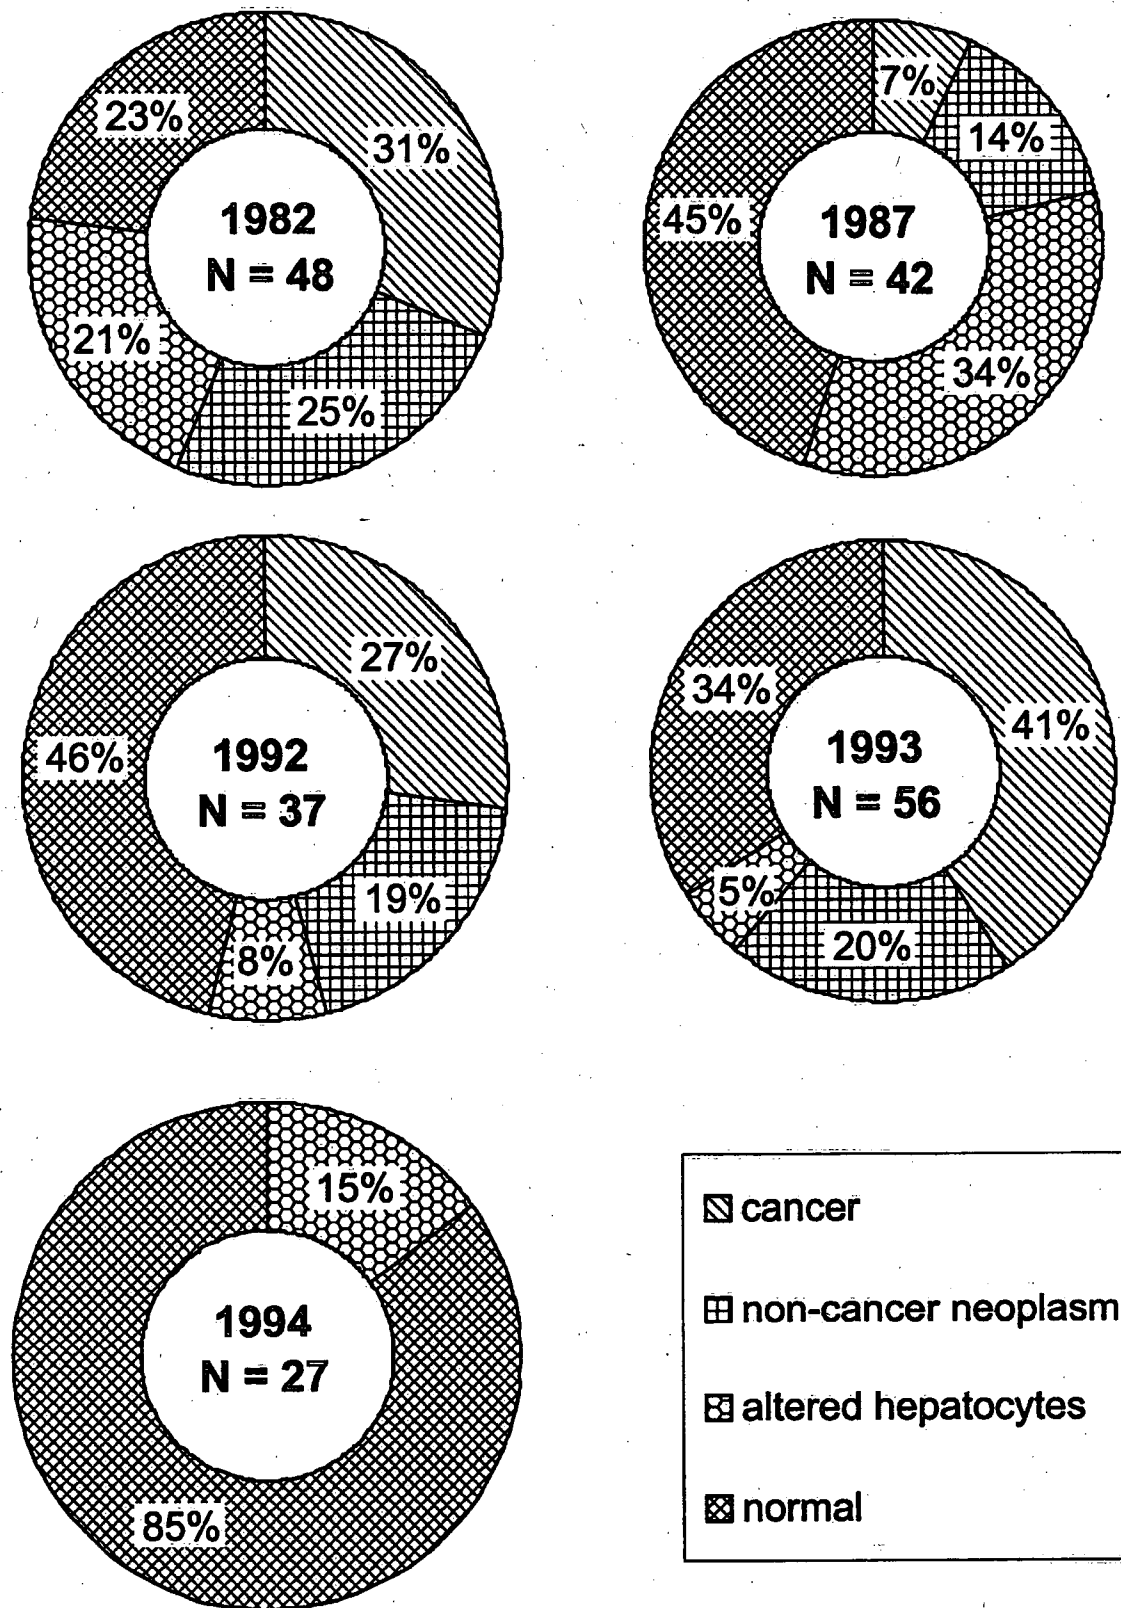 23%
31%
1982
N = 48
21%
25%
7%
14%
45%
1987
N = 42
34%
27%
46%
1992
N = 37
19%
8%
34%
41%
1993
N = 56
5%
20%
15%
1994
N = 27
85%
cancer
non-cancer neoplasm
altered hepatocytes
normal